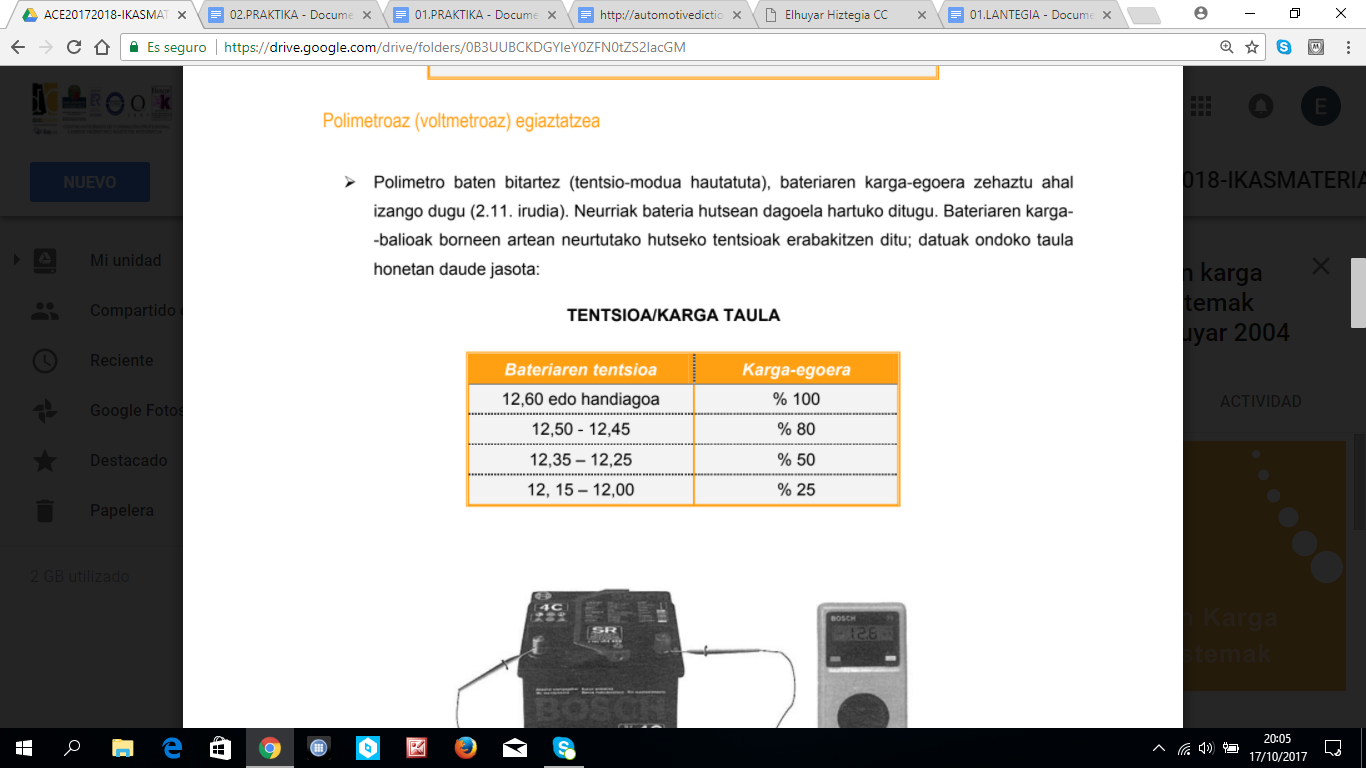 ACE20172018-IKASMAT
02.PRAKTIKA - Docume
01.PRAKTIKA - Docume
http://automotivedictio
Elhuyar Hiztegia CC
01.LANTEGIA - Docume
Es seguro
https://drive.google.com/drive/folders/0B3UUBCKDGYIeY0ZFN0tZS2lacGM
E
NUEVO
018-IKASMATERIA
Mi unidad
Compartido
Reciente
Google Fotos
Destacado
Papelera
2 GB utilizado
n karga
temak
uyar 2004
ACTIVIDAD
n Karga
stemak
Polimetroaz (voltmetroaz) egiaztatzea
➢ Polimetro baten bitartez (tentsio-modua hautatuta), bateriaren karga-egoera zehaztu ahal
izango dugu (2.11. irudia). Neurriak bateria hutsean dagoela hartuko ditugu. Bateriaren karga-
-balioak borneen artean neurtutako hutseko tentsioak erabakitzen ditu; datuak ondoko taula
honetan daude jasota:
TENTSIOA/KARGA TAULA
Bateriaren tentsioa Karga-egoera
12,60 edo handiagoa % 100
12,50 - 12,45 % 80
12,35 – 12,25 % 50
12, 15 – 12,00 % 25
4C
SR
BOSCH
BOSCH
12.6
20:05
17/10/2017